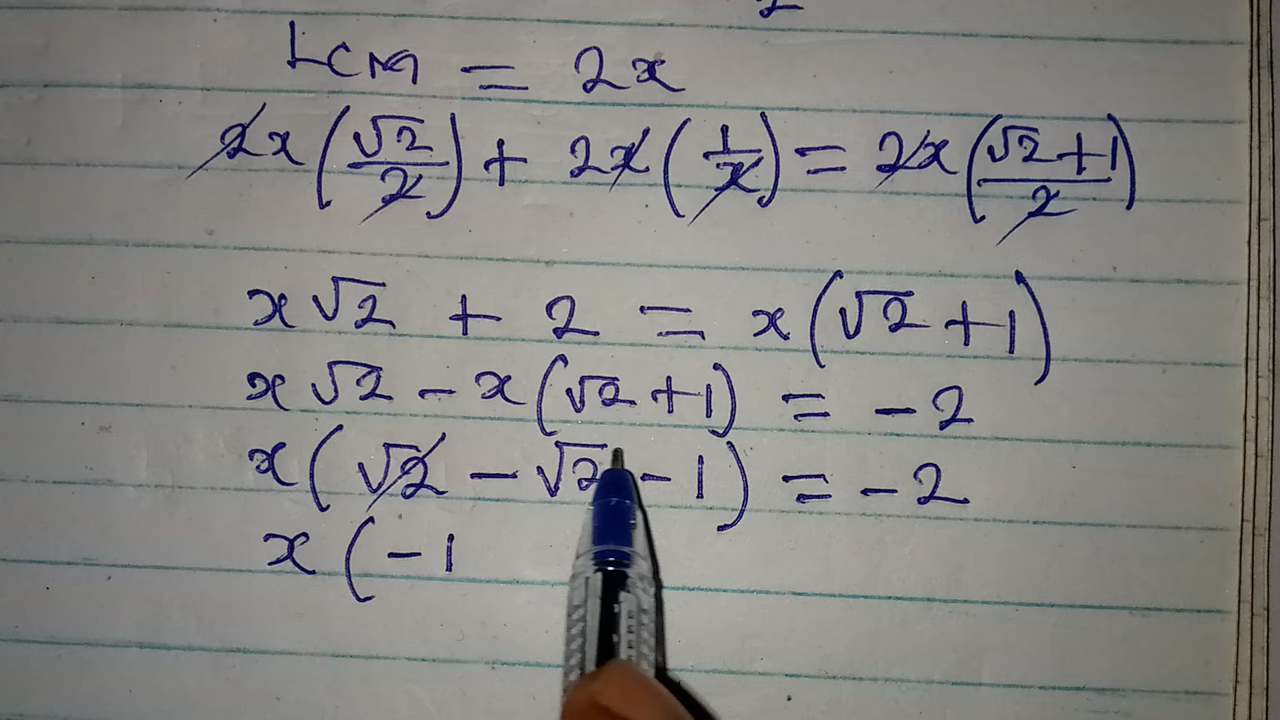 LCM = 2x
2x(√2/2) + 2x(1/x) = 2x(√2+1/2)
x√2 + 2 = x(√2+1)
x√2 - x(√2+1) = -2
x(√2 - √2 - 1) = -2
x(-1